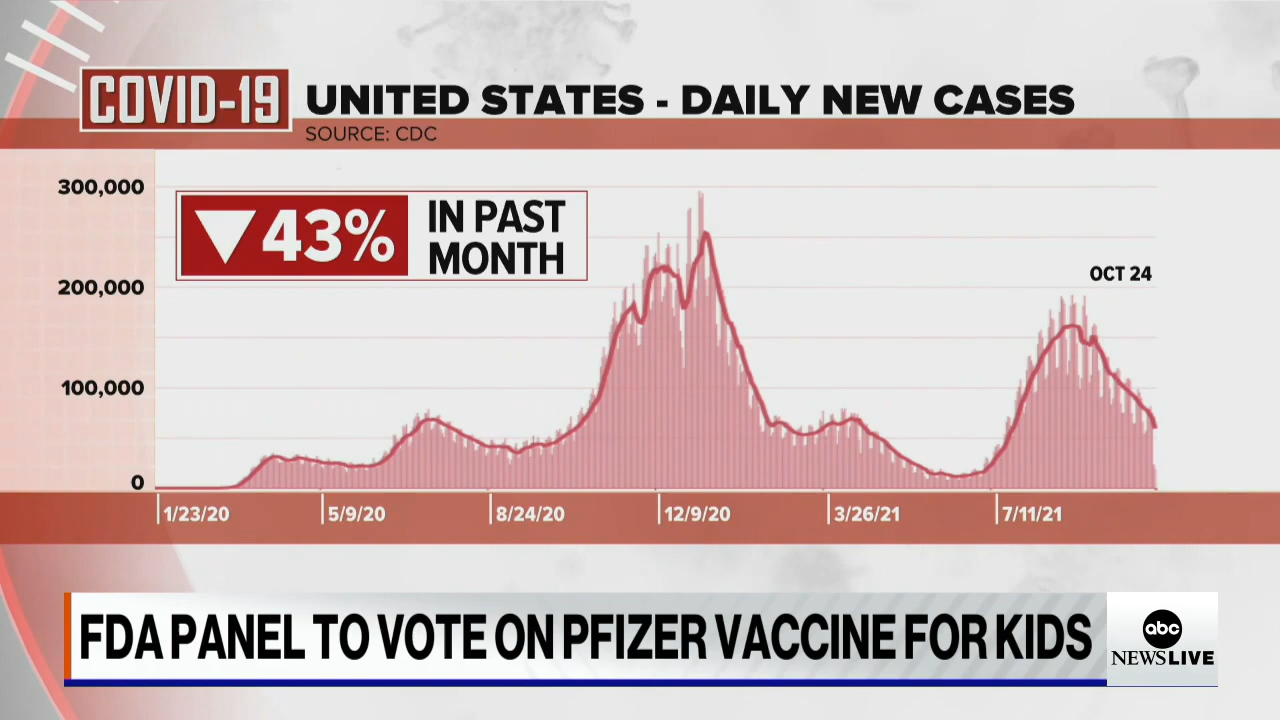 COVID-19
UNITED STATES - DAILY NEW CASES
SOURCE: CDC
300,000
200,000
100,000
0
▼43%
IN PAST
MONTH
OCT 24
1/23/20
5/9/20
8/24/20
12/9/20
3/26/21
7/11/21
FDA PANEL TO VOTE ON PFIZER VACCINE FOR KIDS
abc
NEWSLIVE